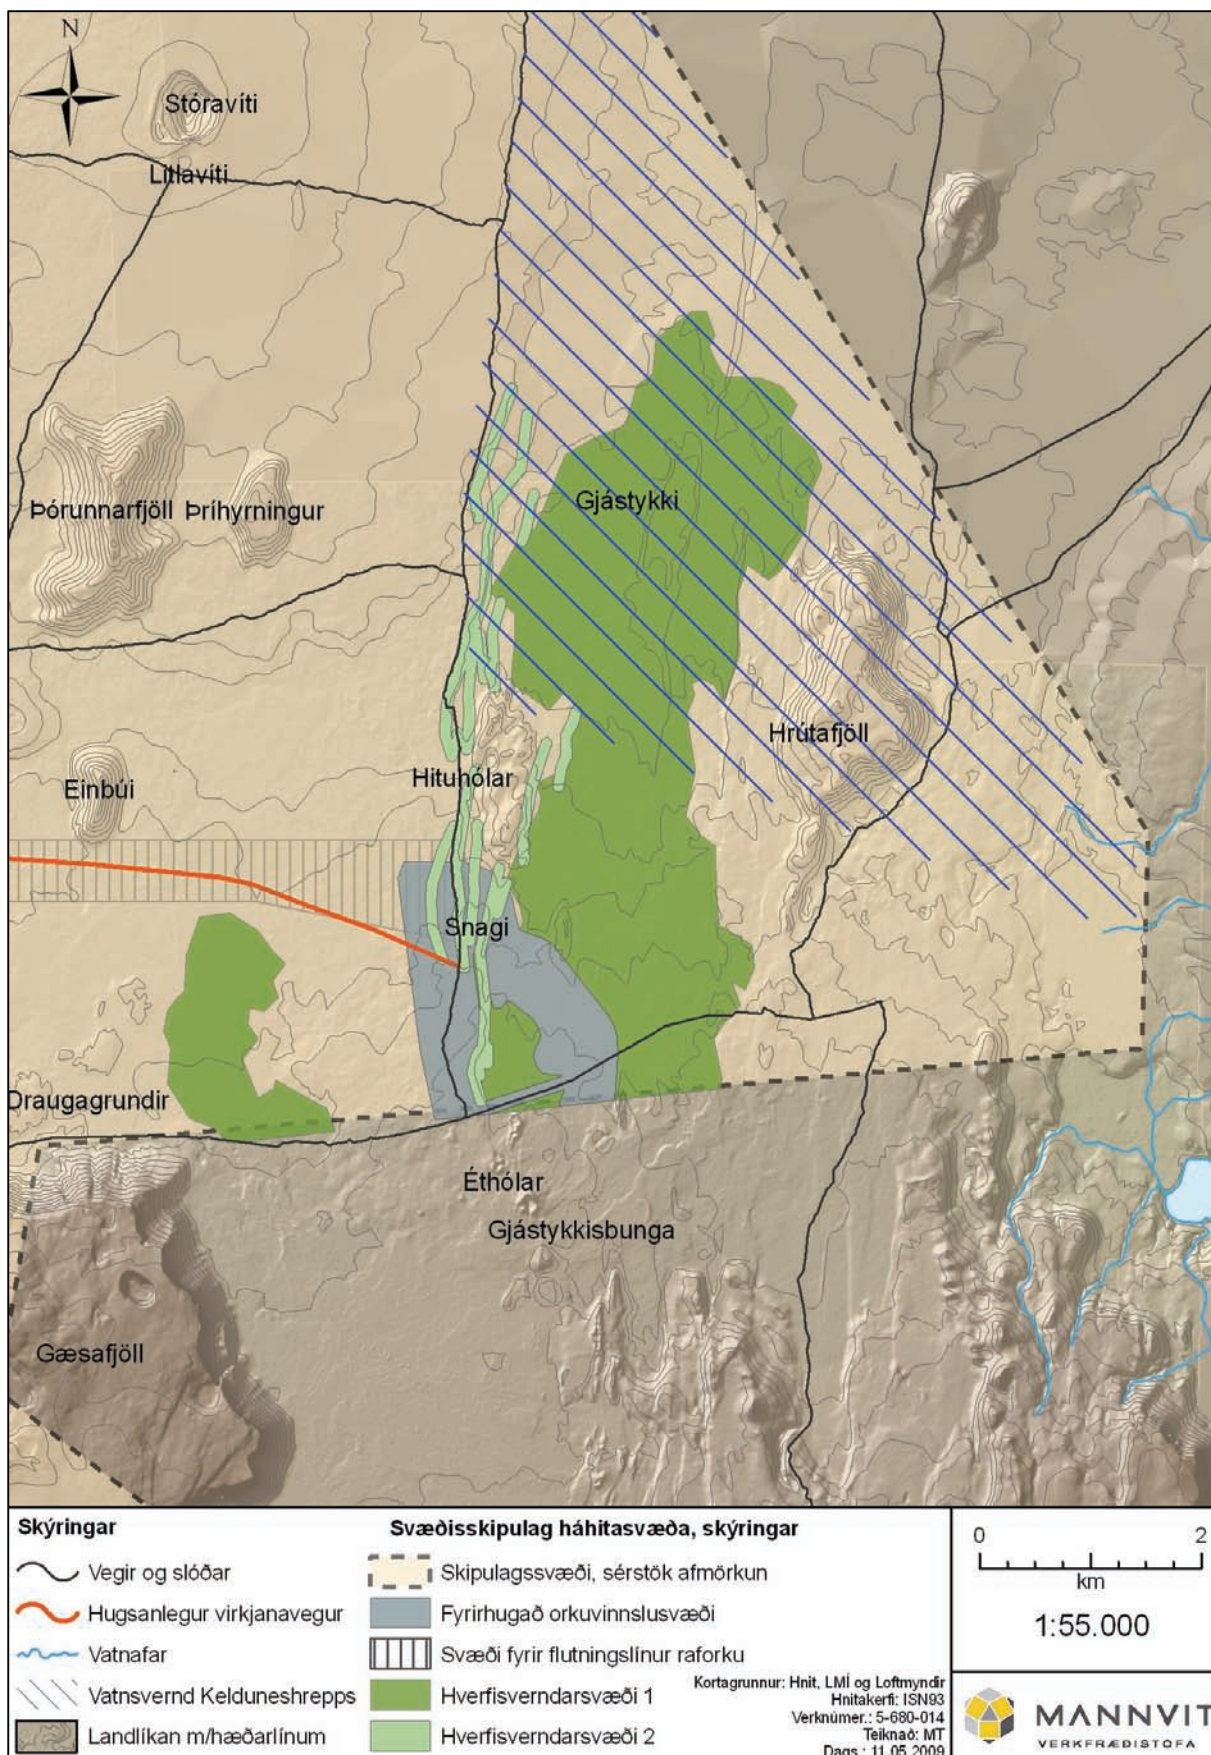 N
Stóravíti
Litlavíti
Gjástykki
Þórunnarfjöll Þríhyrningur
Hrútafjöll
Hituhólar
Einbúi
Snagi
Draugagrundir
Éthólar
Gjástykkisbunga
Gæsafjöll
Skýringar
Vegir og slóðar
Hugsanlegur virkjanavegur
Vatnafar
Vatnsvernd Kelduneshrepps
Landlíkan m/hæðarlínum
Svæðisskipulag háhitasvæða, skýringar
Skipulagssvæði, sérstök afmörkun
Fyrirhugað orkuvinnslusvæði
Svæði fyrir flutningslínur raforku
Hverfisverndarsvæði 1
Hverfisverndarsvæði 2
Kortagrunnur: Hnit, LMÍ og Loftmyndir
Hnitakerfi: ISN93
Verknúmer.: 5-680-014
Teiknað: MT
Dags.: 11.05.2009
0 2
km
1:55.000
MANNVIT
VERKFRÆÐISTOFA